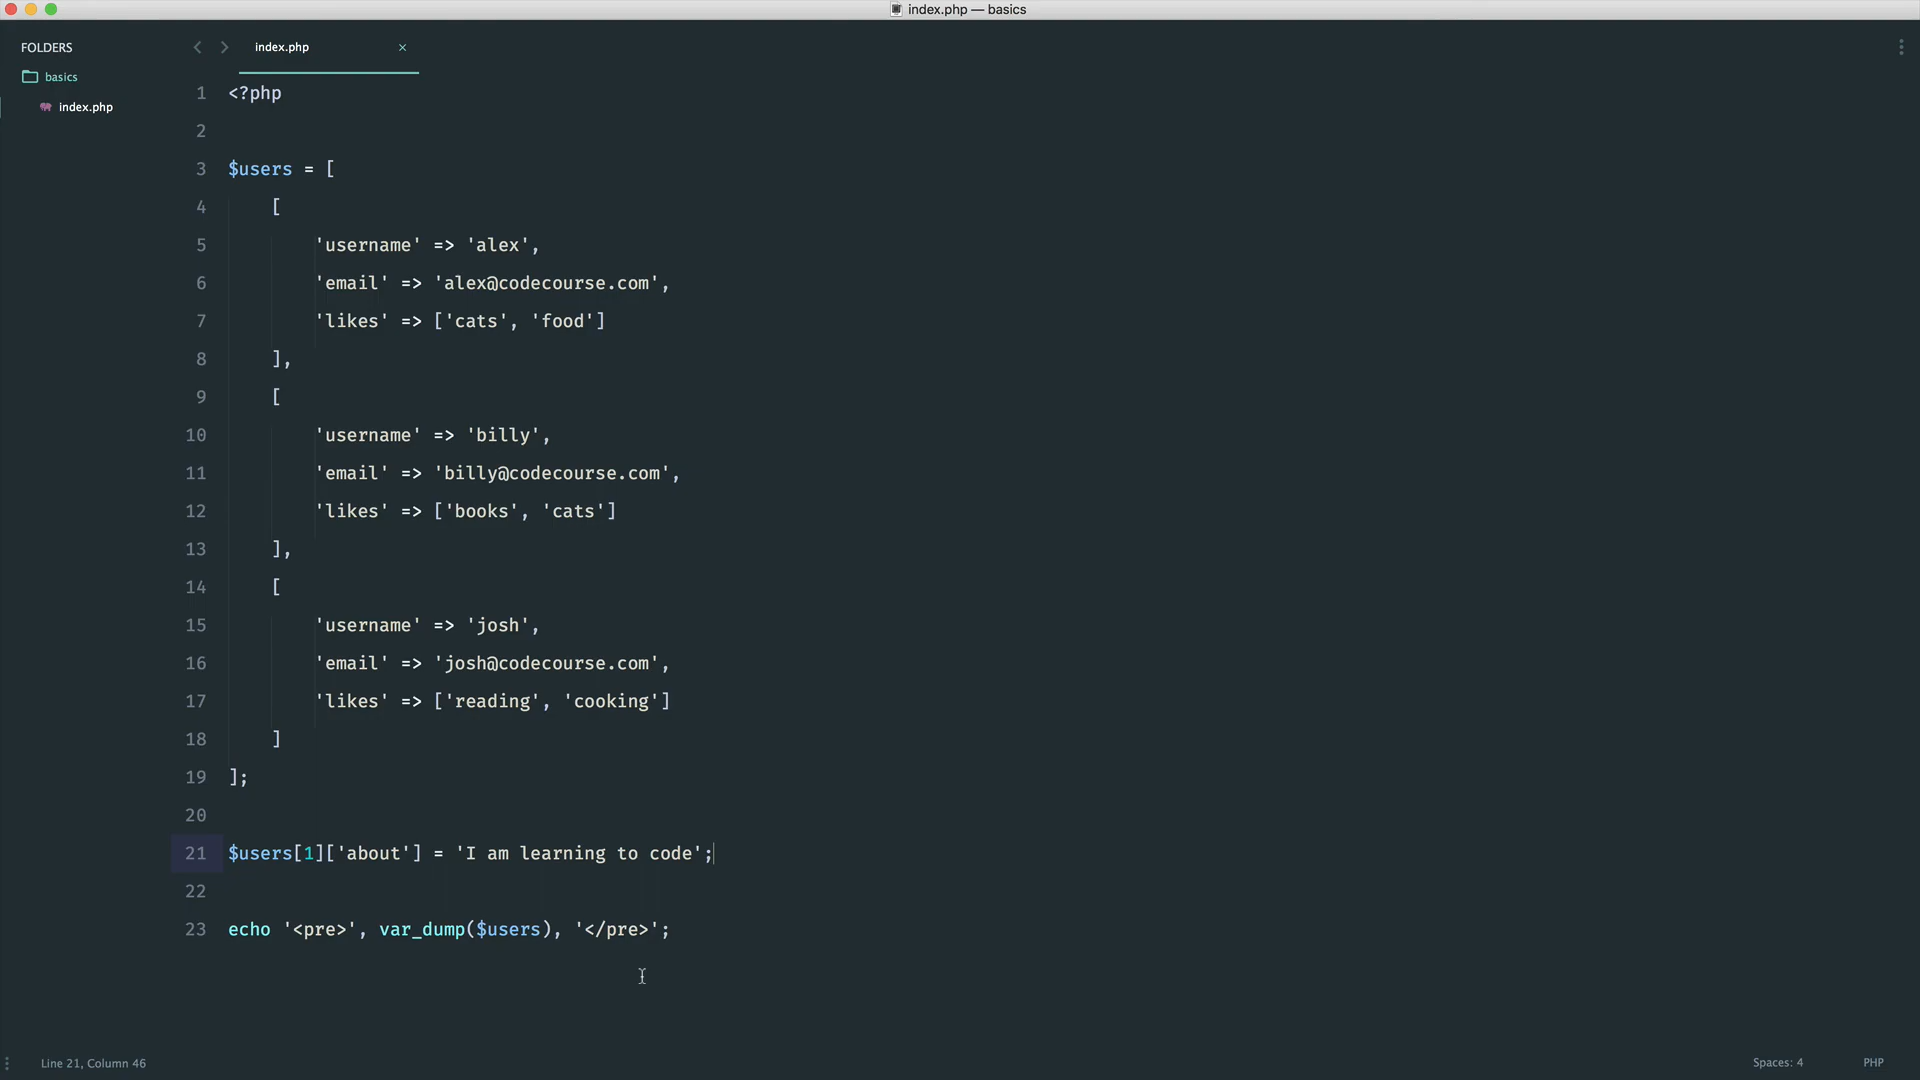 index.php — basics
FOLDERS
basics
index.php
index.php ×
1 <?php
2
3 $users = [
4     [
5         'username' => 'alex',
6         'email' => 'alex@codecourse.com',
7         'likes' => ['cats', 'food']
8     ],
9     [
10         'username' => 'billy',
11         'email' => 'billy@codecourse.com',
12         'likes' => ['books', 'cats']
13     ],
14     [
15         'username' => 'josh',
16         'email' => 'josh@codecourse.com',
17         'likes' => ['reading', 'cooking']
18     ]
19 ];
20
21 $users[1]['about'] = 'I am learning to code';
22
23 echo '<pre>', var_dump($users), '</pre>';
Line 21, Column 46
Spaces: 4
PHP